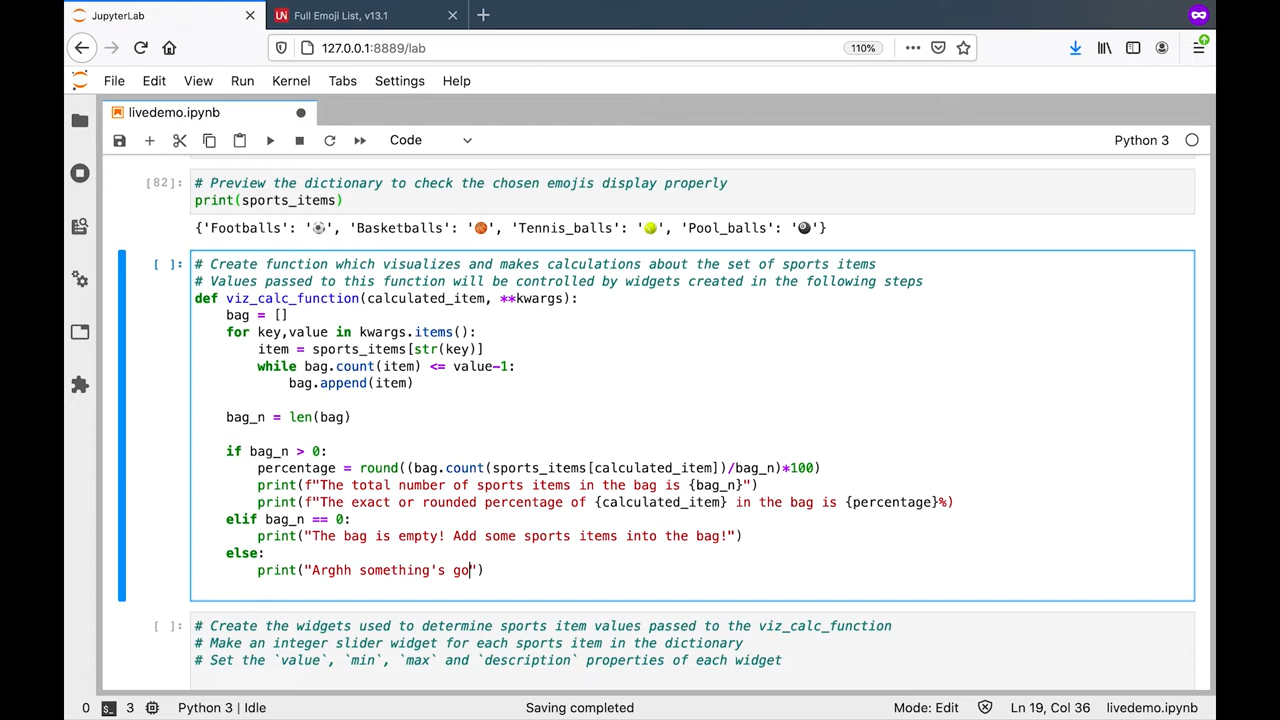 JupyterLab
UN Full Emoji List, v13.1
127.0.0.1:8889/lab
110%
File Edit View Run Kernel Tabs Settings Help
livedemo.ipynb
Code
Python 3
[82]:
# Preview the dictionary to check the chosen emojis display properly
print(sports_items)
{'Footballs': '⚽', 'Basketballs': '🏀', 'Tennis_balls': '🎾', 'Pool_balls': '🎱'}
[ ]:
# Create function which visualizes and makes calculations about the set of sports items
# Values passed to this function will be controlled by widgets created in the following steps
def viz_calc_function(calculated_item, **kwargs):
    bag = []
    for key,value in kwargs.items():
        item = sports_items[str(key)]
        while bag.count(item) <= value-1:
            bag.append(item)
    bag_n = len(bag)
    if bag_n > 0:
        percentage = round((bag.count(sports_items[calculated_item])/bag_n)*100)
        print(f"The total number of sports items in the bag is {bag_n}")
        print(f"The exact or rounded percentage of {calculated_item} in the bag is {percentage}%)
    elif bag_n == 0:
        print("The bag is empty! Add some sports items into the bag!")
    else:
        print("Arghh something's go")
[ ]:
# Create the widgets used to determine sports item values passed to the viz_calc_function
# Make an integer slider widget for each sports item in the dictionary
# Set the `value`, `min`, `max` and `description` properties of each widget
0 3 Python 3 | Idle Saving completed Mode: Edit Ln 19, Col 36 livedemo.ipynb